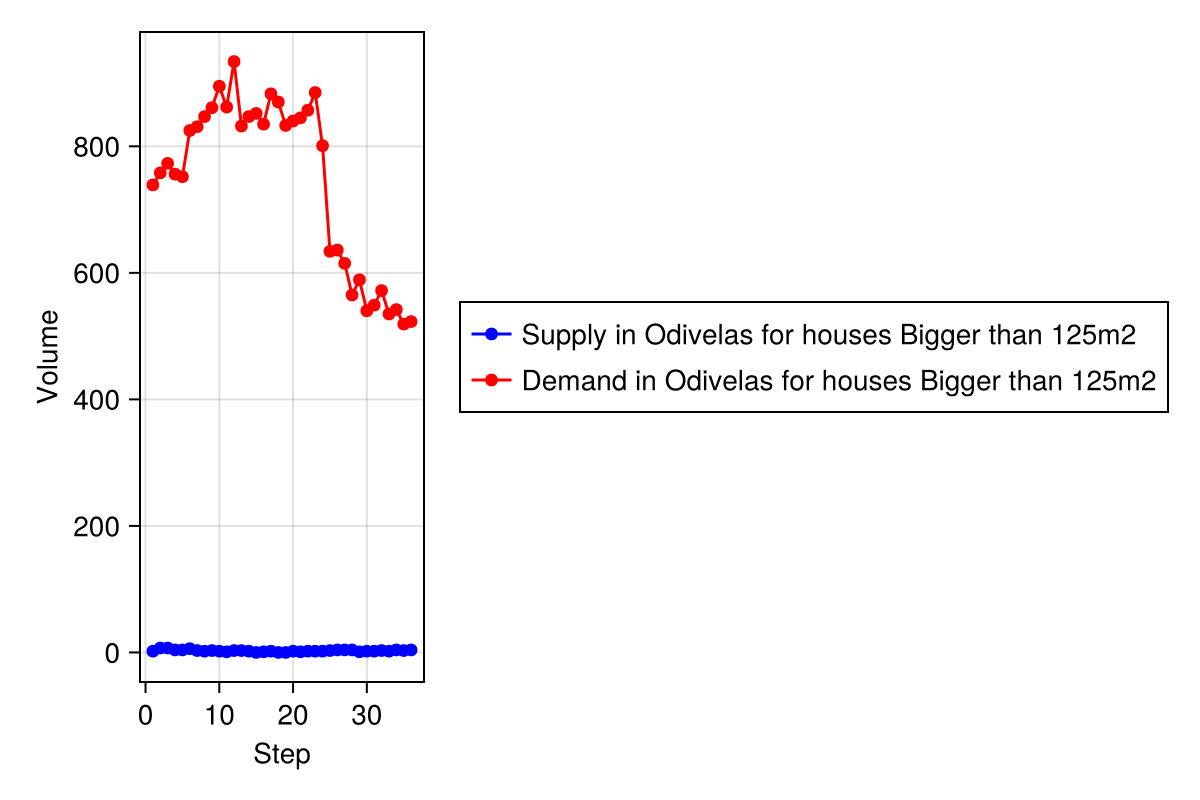 Volume
800
600
400
200
0
0 10 20 30
Step
Supply in Odivelas for houses Bigger than 125m2
Demand in Odivelas for houses Bigger than 125m2